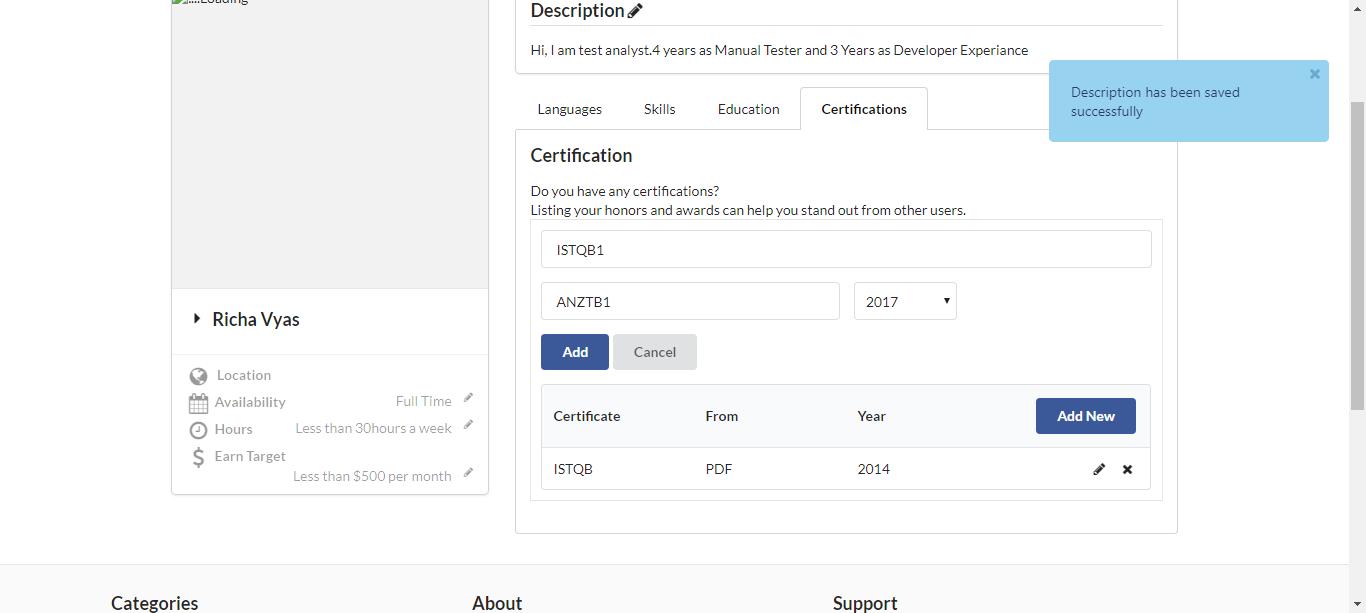 ....Loading
Description
Hi, I am test analyst.4 years as Manual Tester and 3 Years as Developer Experiance
Description has been saved
successfully
Languages Skills Education Certifications
Certification
Do you have any certifications?
Listing your honors and awards can help you stand out from other users.
ISTQB1
ANZTB1 2017
Add Cancel
Certificate From Year Add New
ISTQB PDF 2014
Richa Vyas
Location
Availability Full Time
Hours Less than 30hours a week
Earn Target
Less than $500 per month
Categories About Support